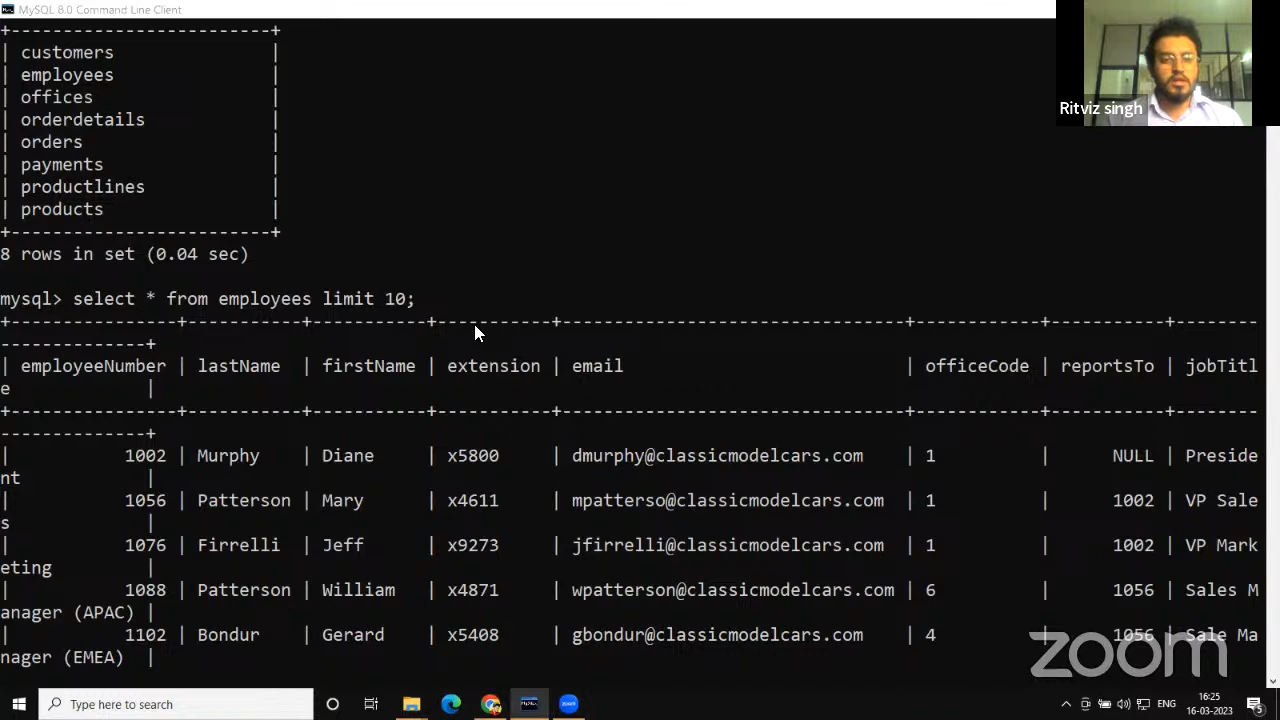 MySQL 8.0 Command Line Client
+------------------------+
| customers              |
| employees              |
| offices                |
| orderdetails           |
| orders                 |
| payments               |
| productlines           |
| products               |
+------------------------+
8 rows in set (0.04 sec)
mysql> select * from employees limit 10;
+----------------+-----------+-----------+-----------+---------------------------------+------------+-----------+--------
--------------+
| employeeNumber | lastName  | firstName | extension | email                           | officeCode | reportsTo | jobTitl
e             |
+----------------+-----------+-----------+-----------+---------------------------------+------------+-----------+--------
--------------+
|           1002 | Murphy    | Diane     | x5800     | dmurphy@classicmodelcars.com    | 1          |      NULL | Preside
nt            |
|           1056 | Patterson | Mary      | x4611     | mpatterso@classicmodelcars.com  | 1          |      1002 | VP Sale
s             |
|           1076 | Firrelli  | Jeff      | x9273     | jfirrelli@classicmodelcars.com  | 1          |      1002 | VP Mark
eting         |
|           1088 | Patterson | William   | x4871     | wpatterson@classicmodelcars.com | 6          |      1056 | Sales M
anager (APAC) |
|           1102 | Bondur    | Gerard    | x5408     | gbondur@classicmodelcars.com    | 4          |      1056 | Sale Ma
nager (EMEA)  |
Ritviz singh
zoom
Type here to search
ENG
16:25
16-03-2023
5